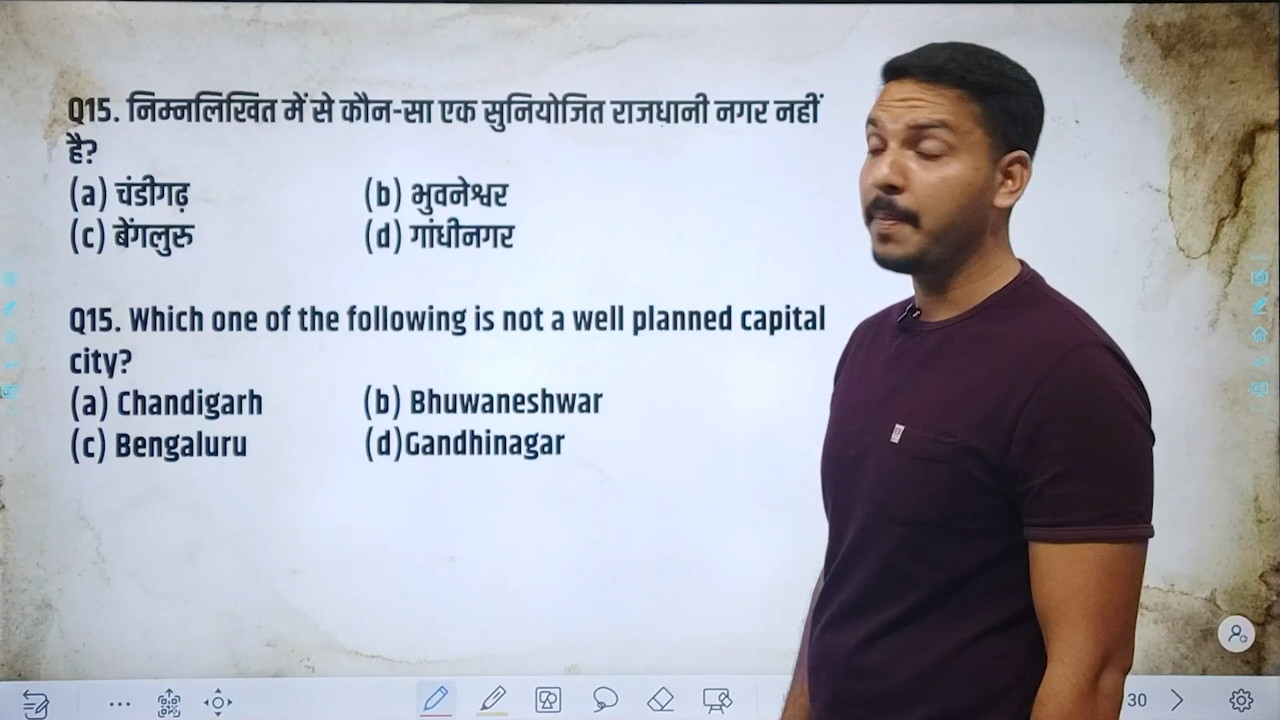 Q15. निम्नलिखित में से कौन-सा एक सुनियोजित राजधानी नगर नहीं
है?
(a) चंडीगढ़ (b) भुवनेश्वर
(c) बेंगलुरु (d) गांधीनगर
Q15. Which one of the following is not a well planned capital
city?
(a) Chandigarh (b) Bhuwaneshwar
(c) Bengaluru (d)Gandhinagar
30